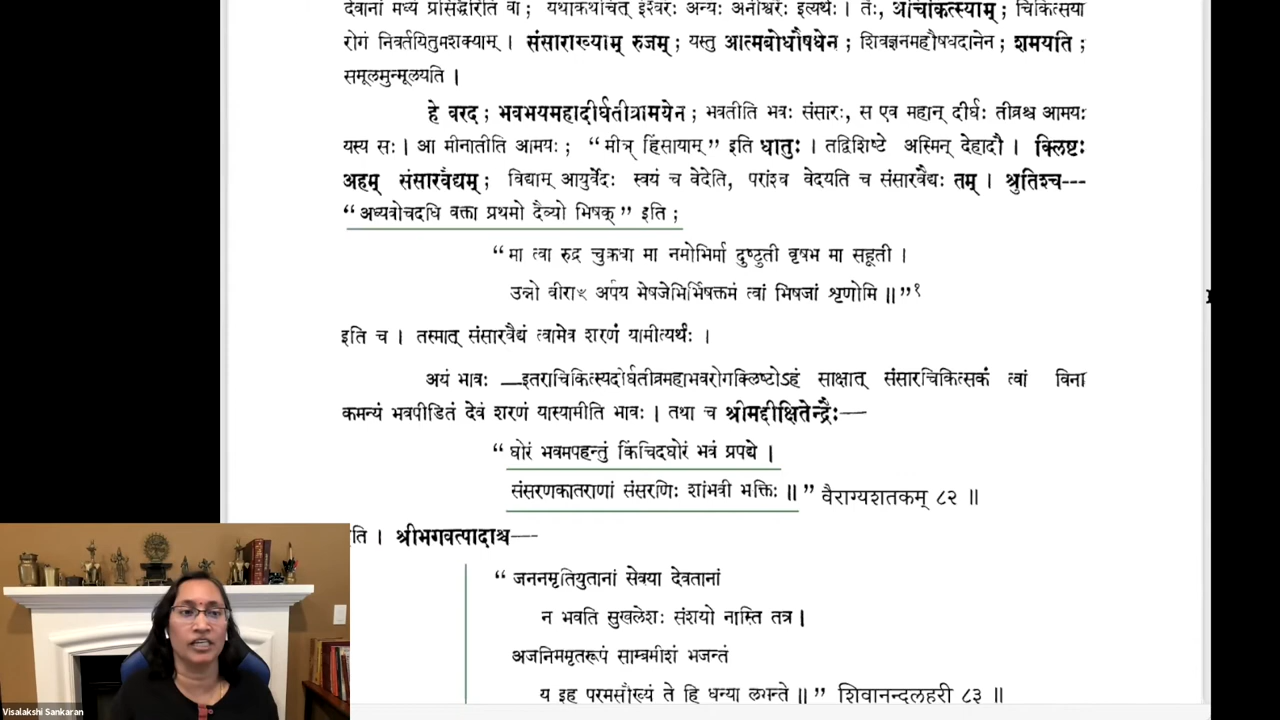 देवानां मध्ये प्रसिद्धैरिति वा ; यथाकथंचित् ईश्वरैः अन्यैः अनीश्वरैः इत्यर्थः । तैः, अचिकित्स्याम् ; चिकित्सया
रोगं निवर्तयितुमशक्याम् । संसाराख्याम् रुजम् ; यस्तु आत्मबोधौषधेन ; शिवज्ञानमहौषधदानेन ; शमयति ;
समूलमुन्मूलयति ।
हे वरद ; भवभयमहादीर्घतीव्रामयेन ; भवतीति भवः संसारः, स एव महान् दीर्घः तीव्रश्च आमयः
यस्य सः । आ मीनातीति आमयः ; “मीञ् हिंसायाम्” इति धातुः । तद्विशिष्टे अस्मिन् देहादौ । क्लिष्टः
अहम् संसारवैद्यम् ; विद्याम् आयुर्वेदः स्वयं च वेदेति, परांश्च वेदयति च संसारवैद्यः तम् । श्रुतिश्च---
“अध्यवोचदधि वक्ता प्रथमो दैव्यो भिषक्” इति ;
“मा त्वा रुद्र चुक्रुधा मा नमोभिर्मा दुष्टुती वृषभ मा सहूती ।
उन्नो वीराँ अर्पय भेषजेभिर्भिषक्तमं त्वां भिषजां शृणोमि ॥”१
इति च । तस्मात् संसारवैद्यं त्वामेव शरणं यामीत्यर्थः ।
अयं भावः —इतराचिकित्स्यदीर्घतीव्रमहाभवरोगक्लिष्टोऽहं साक्षात् संसारचिकित्सकं त्वां विना
कमन्यं भवपीडितं देवं शरणं यास्यामीति भावः । तथा च श्रीमद्दीक्षितेन्द्रैः—
“घोरं भवमपहन्तुं किंचिदघोरं भवं प्रपद्ये ।
संसरणकातराणां संसरणिः शांभवी भक्तिः ॥” वैराग्यशतकम् ८२ ॥
ति । श्रीभगवत्पादाश्च—
“जननमृतियुतानां सेवया देवतानां
न भवति सुखलेशः संशयो नास्ति तत्र ।
अजनिममृतरूपं साम्बमीशं भजन्तं
य इह परमसौख्यं ते हि धन्या लभन्ते ॥” शिवानन्दलहरी ८३ ॥
Visalakshi Sankaran